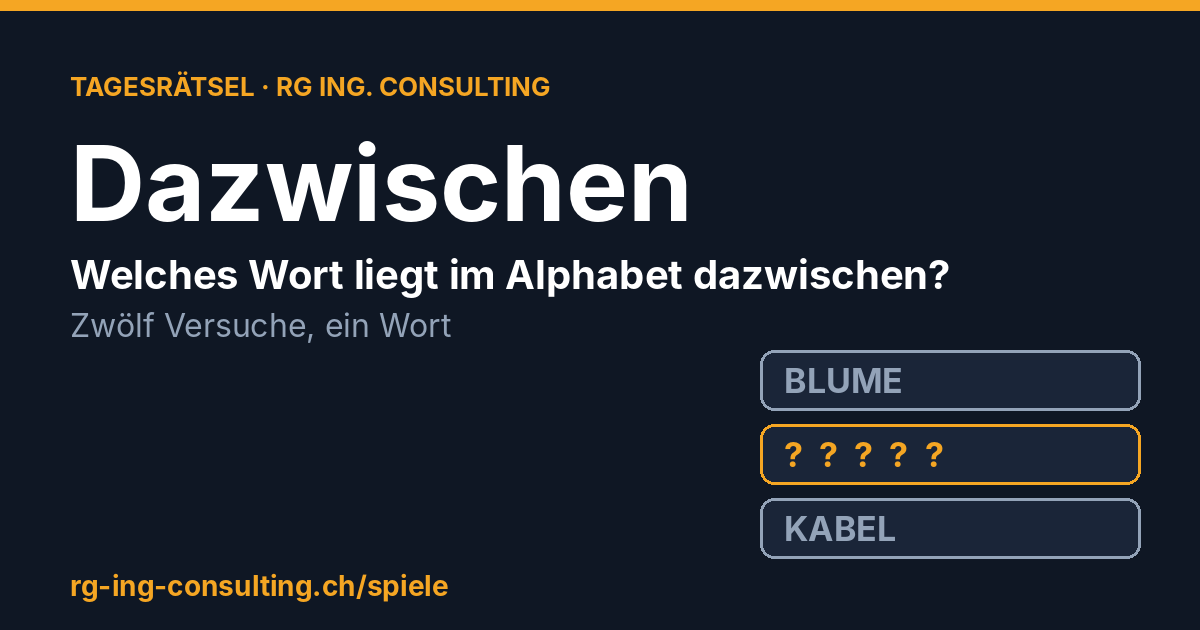 TAGESRÄTSEL · RG ING. CONSULTING
Dazwischen
Welches Wort liegt im Alphabet dazwischen?
Zwölf Versuche, ein Wort
BLUME
? ? ? ? ?
KABEL
rg-ing-consulting.ch/spiele